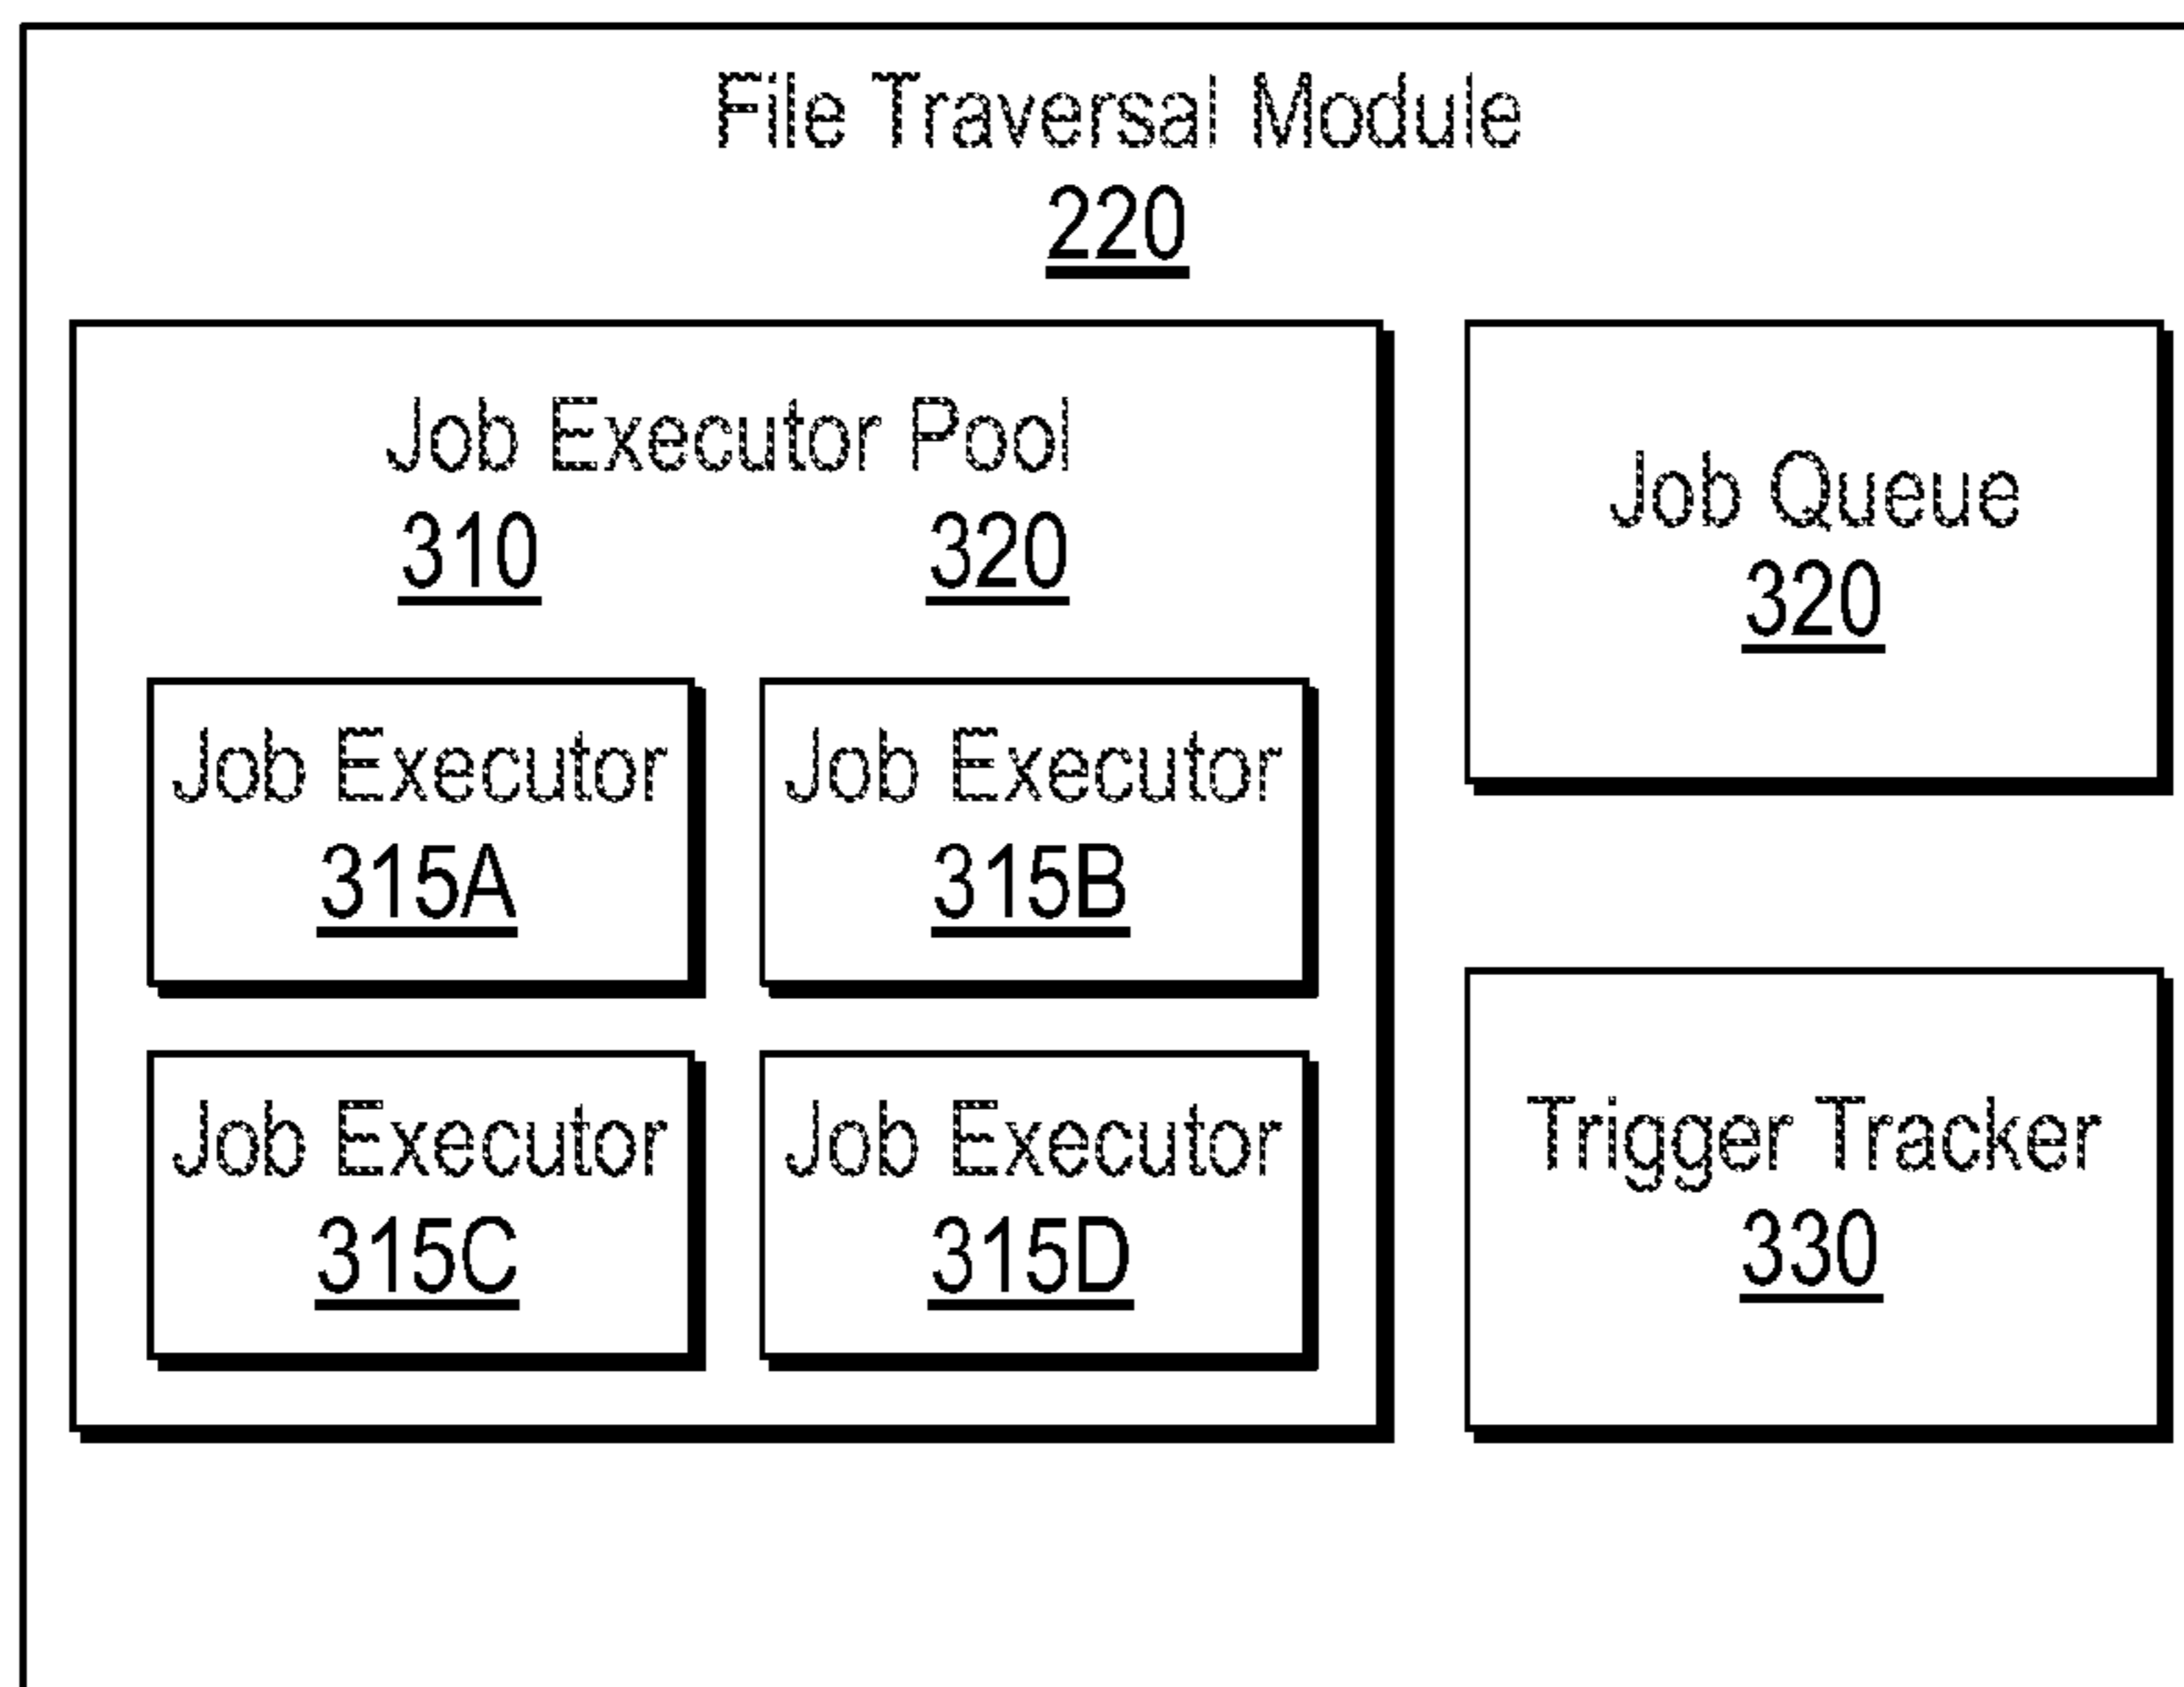 File Traversal Module
220
Job Executor Pool
310 320
Job Executor
315A
Job Executor
315B
Job Executor
315C
Job Executor
315D
Job Queue
320
Trigger Tracker
330